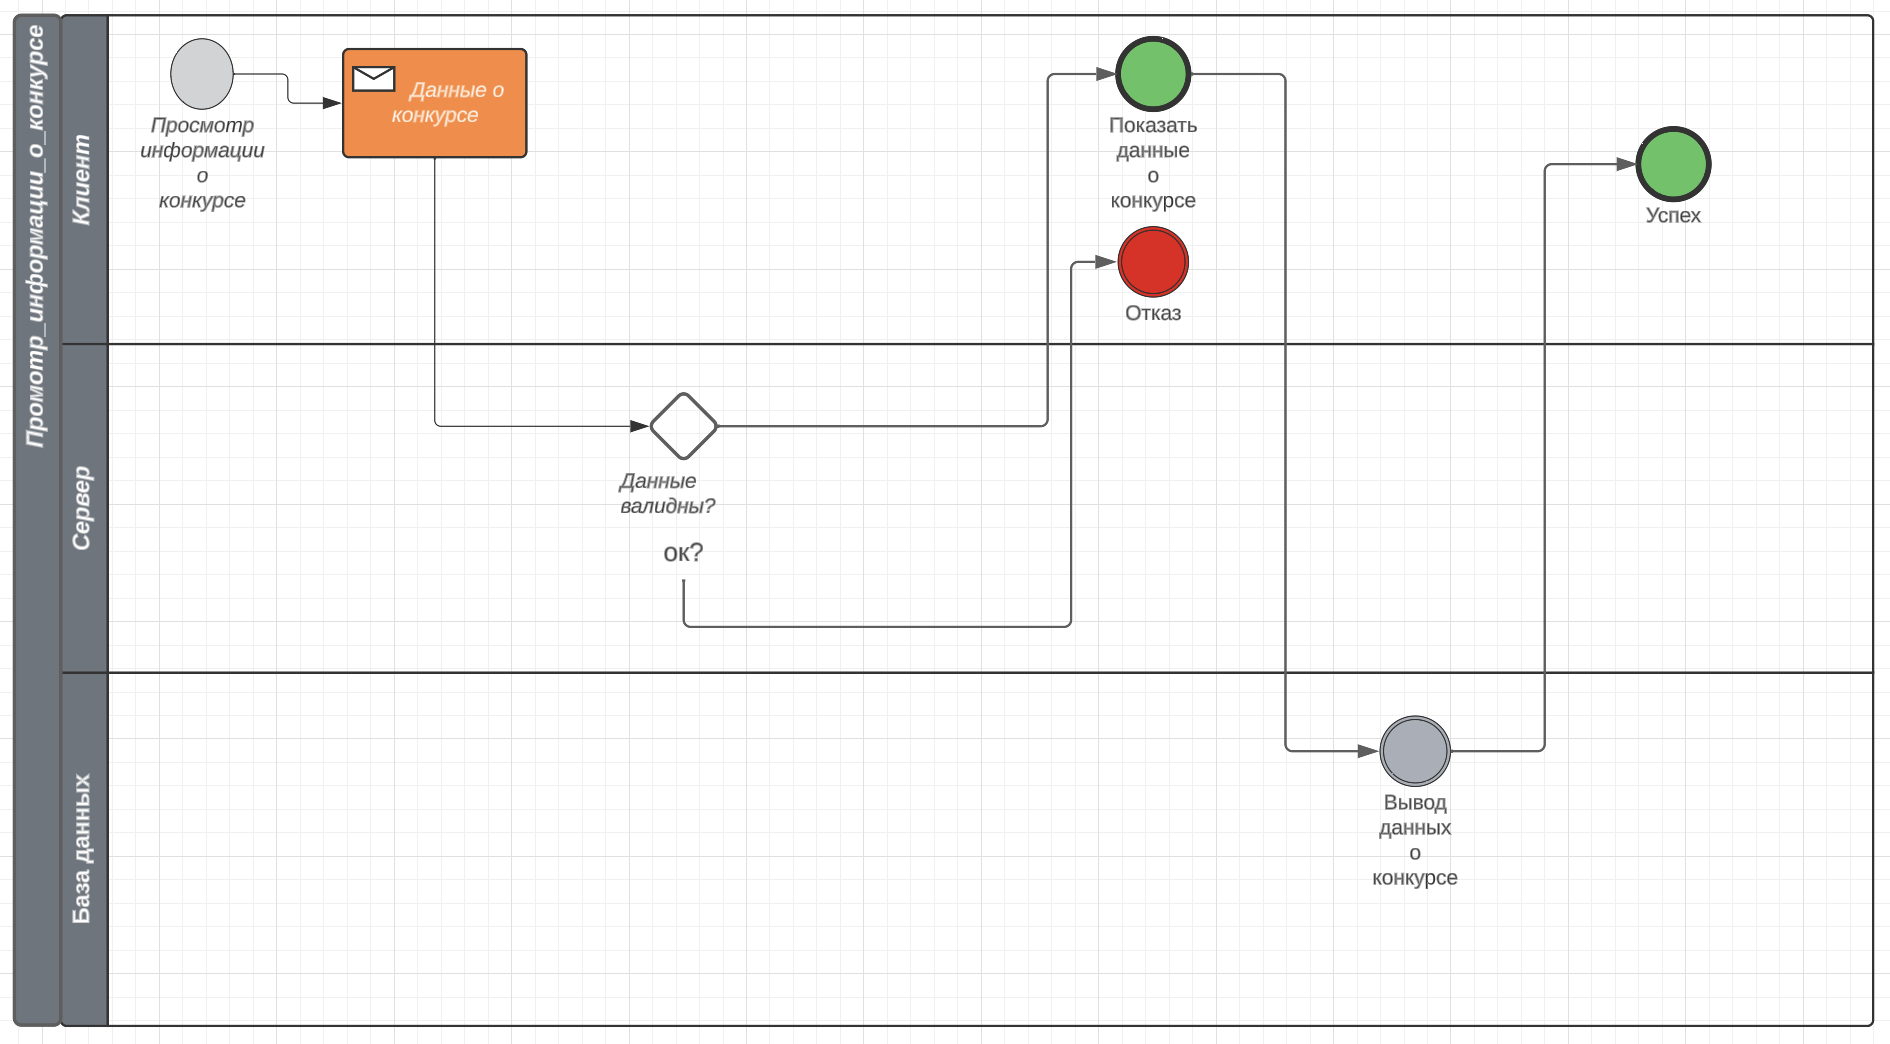 Промотр_информации_о_конкурсе
Клиент
Просмотр
информации
о
конкурсе
Данные о
конкурсе
Показать
данные
о
конкурсе
Отказ
Успех
Сервер
Данные
валидны?
ок?
База данных
Вывод
данных
о
конкурсе